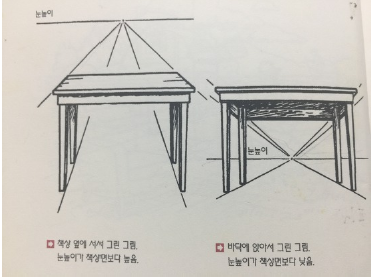 눈높이
눈높이
책상 옆에 서서 그린 그림.
눈높이가 책상면보다 높음.
바닥에 앉아서 그린 그림.
눈높이가 책상면보다 낮음.